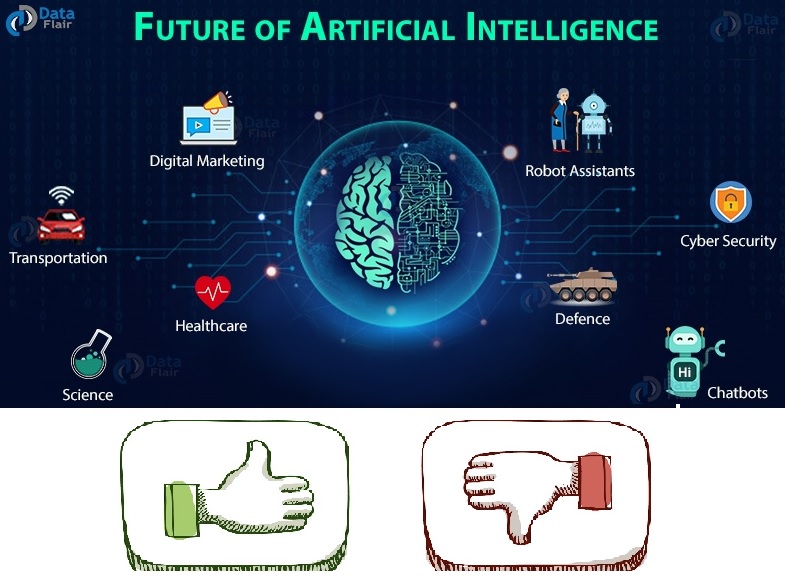 Data
Flair
FUTURE OF ARTIFICIAL INTELLIGENCE
Data
Flair
Data
Flair
Digital Marketing
Robot Assistants
Transportation
Cyber Security
Healthcare
Defence
Data
Flair
Science
Hi
Chatbots